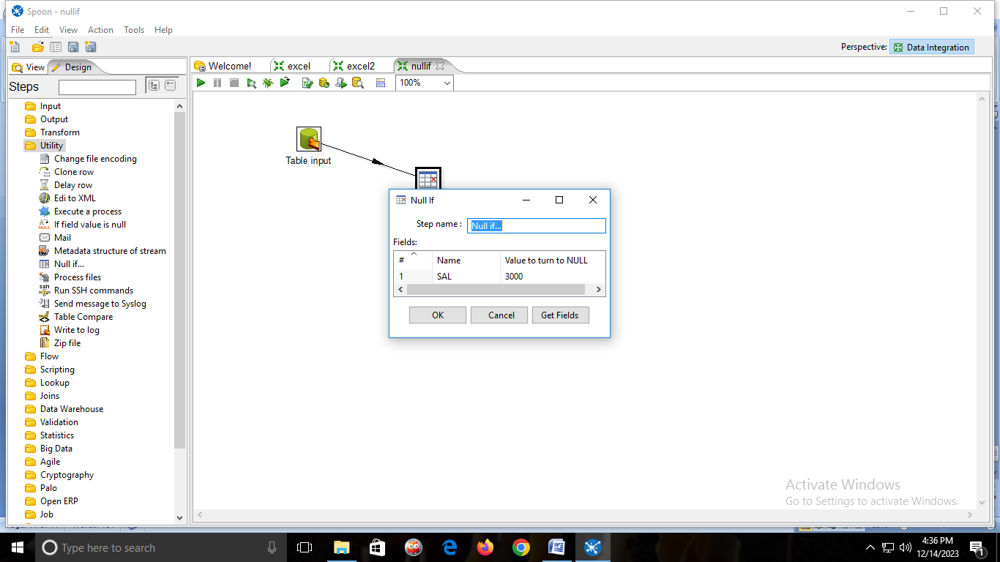 Spoon - nullif
File Edit View Action Tools Help
Perspective: Data Integration
View Design
Welcome! excel excel2 nullif
Steps
100%
Input
Output
Transform
Utility
Change file encoding
Clone row
Delay row
Edi to XML
Execute a process
If field value is null
Mail
Metadata structure of stream
Null if...
Process files
Run SSH commands
Send message to Syslog
Table Compare
Write to log
Zip file
Flow
Scripting
Lookup
Joins
Data Warehouse
Validation
Statistics
Big Data
Agile
Cryptography
Palo
Open ERP
Job
Table input
Null If
Step name : Null if...
Fields:
# Name Value to turn to NULL
1 SAL 3000
OK Cancel Get Fields
Activate Windows
Go to Settings to activate Windows.
Type here to search
4:36 PM
12/14/2023
1